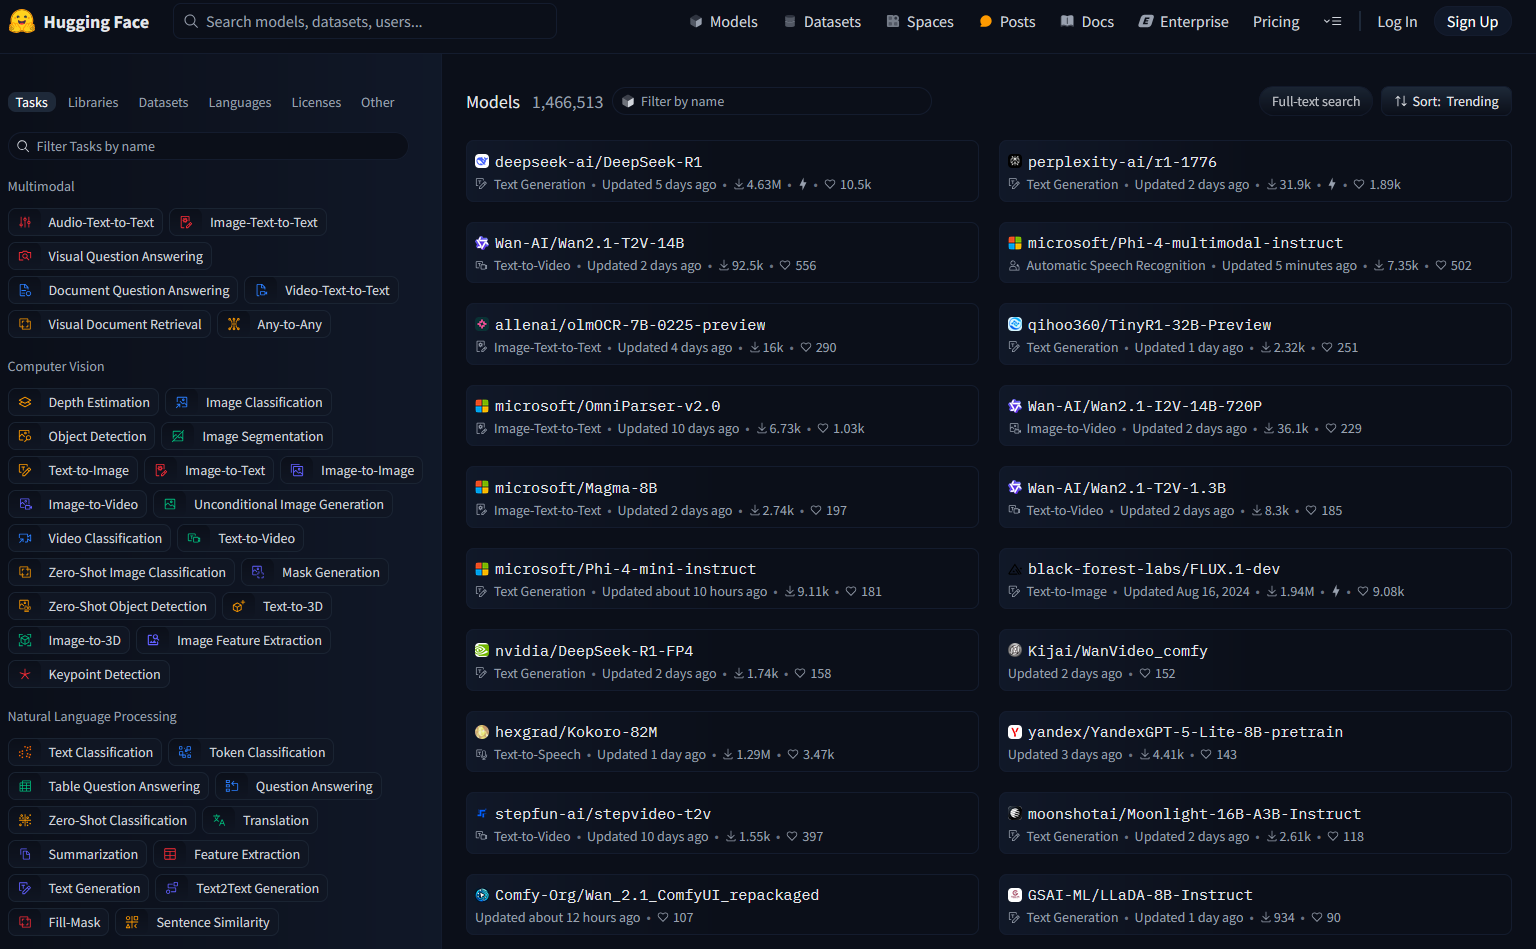 Hugging Face
Search models, datasets, users...
Models
Datasets
Spaces
Posts
Docs
Enterprise
Pricing
Log In
Sign Up
Tasks Libraries Datasets Languages Licenses Other
Filter Tasks by name
Multimodal
Audio-Text-to-Text Image-Text-to-Text
Visual Question Answering
Document Question Answering Video-Text-to-Text
Visual Document Retrieval Any-to-Any
Computer Vision
Depth Estimation Image Classification
Object Detection Image Segmentation
Text-to-Image Image-to-Text Image-to-Image
Image-to-Video Unconditional Image Generation
Video Classification Text-to-Video
Zero-Shot Image Classification Mask Generation
Zero-Shot Object Detection Text-to-3D
Image-to-3D Image Feature Extraction
Keypoint Detection
Natural Language Processing
Text Classification Token Classification
Table Question Answering Question Answering
Zero-Shot Classification Translation
Summarization Feature Extraction
Text Generation Text2Text Generation
Fill-Mask Sentence Similarity
Models 1,466,513 Filter by name
Full-text search Sort: Trending
deepseek-ai/DeepSeek-R1
Text Generation • Updated 5 days ago • 4.63M • • 10.5k
perplexity-ai/r1-1776
Text Generation • Updated 2 days ago • 31.9k • • 1.89k
Wan-AI/Wan2.1-T2V-14B
Text-to-Video • Updated 2 days ago • 92.5k • 556
microsoft/Phi-4-multimodal-instruct
Automatic Speech Recognition • Updated 5 minutes ago • 7.35k • 502
allenai/olmOCR-7B-0225-preview
Image-Text-to-Text • Updated 4 days ago • 16k • 290
qihoo360/TinyR1-32B-Preview
Text Generation • Updated 1 day ago • 2.32k • 251
microsoft/OmniParser-v2.0
Image-Text-to-Text • Updated 10 days ago • 6.73k • 1.03k
Wan-AI/Wan2.1-I2V-14B-720P
Image-to-Video • Updated 2 days ago • 36.1k • 229
microsoft/Magma-8B
Image-Text-to-Text • Updated 2 days ago • 2.74k • 197
Wan-AI/Wan2.1-T2V-1.3B
Text-to-Video • Updated 2 days ago • 8.3k • 185
microsoft/Phi-4-mini-instruct
Text Generation • Updated about 10 hours ago • 9.11k • 181
black-forest-labs/FLUX.1-dev
Text-to-Image • Updated Aug 16, 2024 • 1.94M • • 9.08k
nvidia/DeepSeek-R1-FP4
Text Generation • Updated 2 days ago • 1.74k • 158
Kijai/WanVideo_comfy
Updated 2 days ago • 152
hexgrad/Kokoro-82M
Text-to-Speech • Updated 1 day ago • 1.29M • 3.47k
yandex/YandexGPT-5-Lite-8B-pretrain
Updated 3 days ago • 4.41k • 143
stepfun-ai/stepvideo-t2v
Text-to-Video • Updated 10 days ago • 1.55k • 397
moonshotai/Moonlight-16B-A3B-Instruct
Text Generation • Updated 2 days ago • 2.61k • 118
Comfy-Org/Wan_2.1_ComfyUI_repackaged
Updated about 12 hours ago • 107
GSAI-ML/LLaDA-8B-Instruct
Text Generation • Updated 1 day ago • 934 • 90